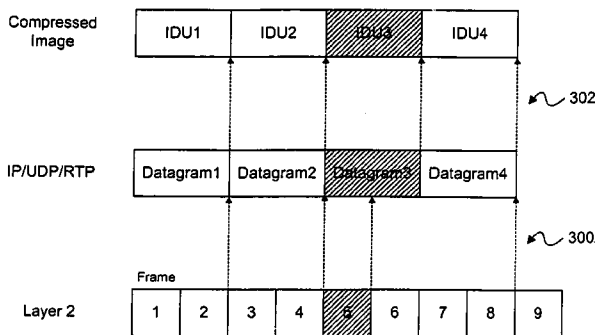 Compressed
Image
IDU1 IDU2 IDU3 IDU4
302
IP/UDP/RTP
Datagram1 Datagram2 Datagram3 Datagram4
300
Frame
Layer 2
1 2 3 4 5 6 7 8 9